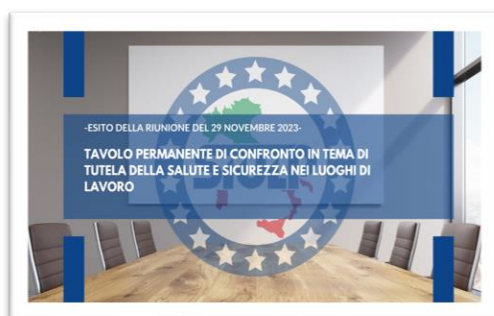 -ESITO DELLA RIUNIONE DEL 29 NOVEMBRE 2023-
TAVOLO PERMANENTE DI CONFRONTO IN TEMA DI
TUTELA DELLA SALUTE E SICUREZZA NEI LUOGHI DI
LAVORO